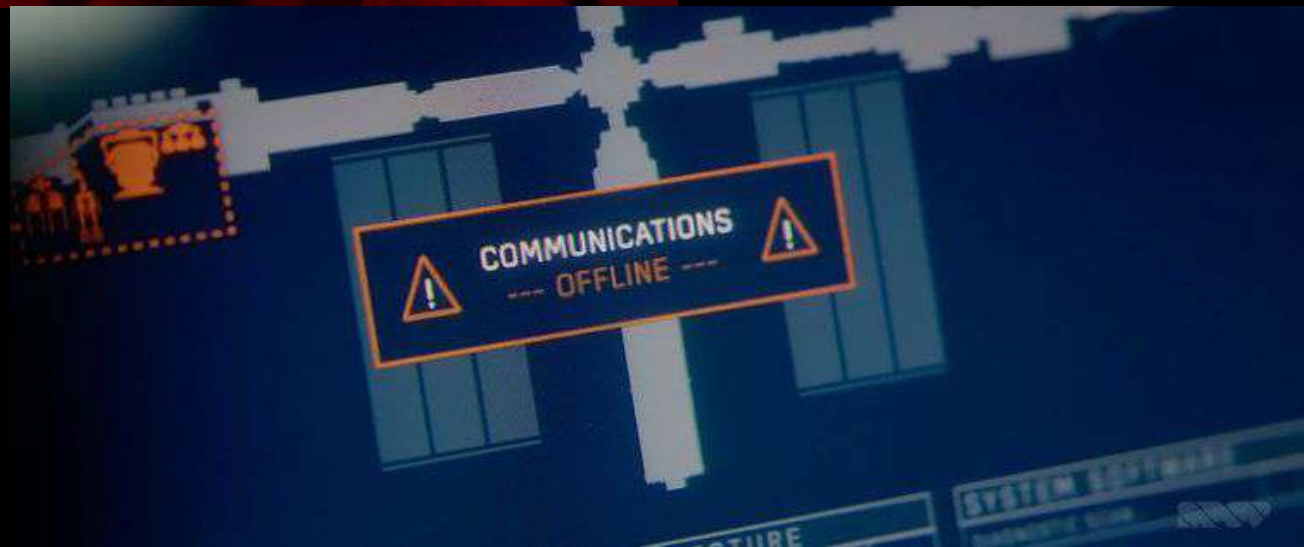 COMMUNICATIONS
--- OFFLINE ---
SYSTEM SOFTWARE